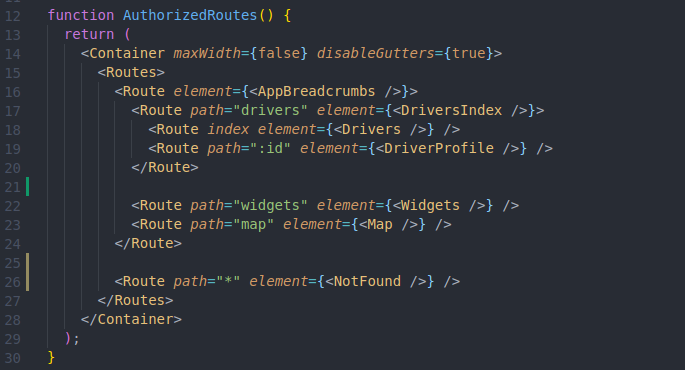 12 function AuthorizedRoutes() {
13   return (
14     <Container maxWidth={false} disableGutters={true}>
15       <Routes>
16         <Route element={<AppBreadcrumbs />}>
17           <Route path="drivers" element={<DriversIndex />}>
18             <Route index element={<Drivers />} />
19             <Route path=":id" element={<DriverProfile />} />
20           </Route>
21
22           <Route path="widgets" element={<Widgets />} />
23           <Route path="map" element={<Map />} />
24         </Route>
25
26         <Route path="*" element={<NotFound />} />
27       </Routes>
28     </Container>
29   );
30 }